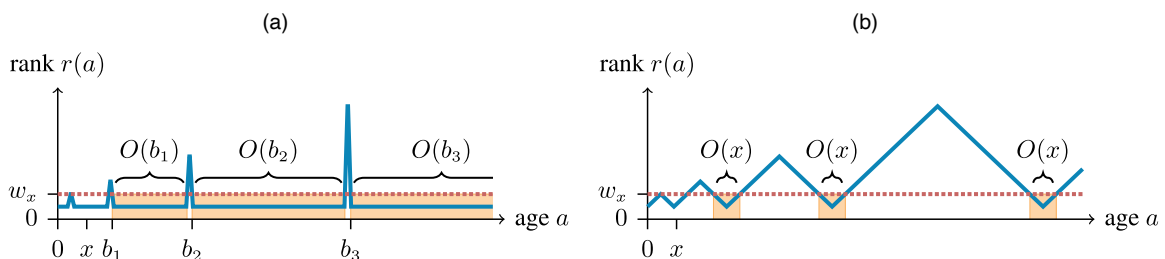 (a)
rank r(a)
O(b₁) O(b₂) O(b₃)
wₓ
0
age a
0 x b₁ b₂ b₃
(b)
rank r(a)
O(x) O(x) O(x)
wₓ
0
age a
0 x